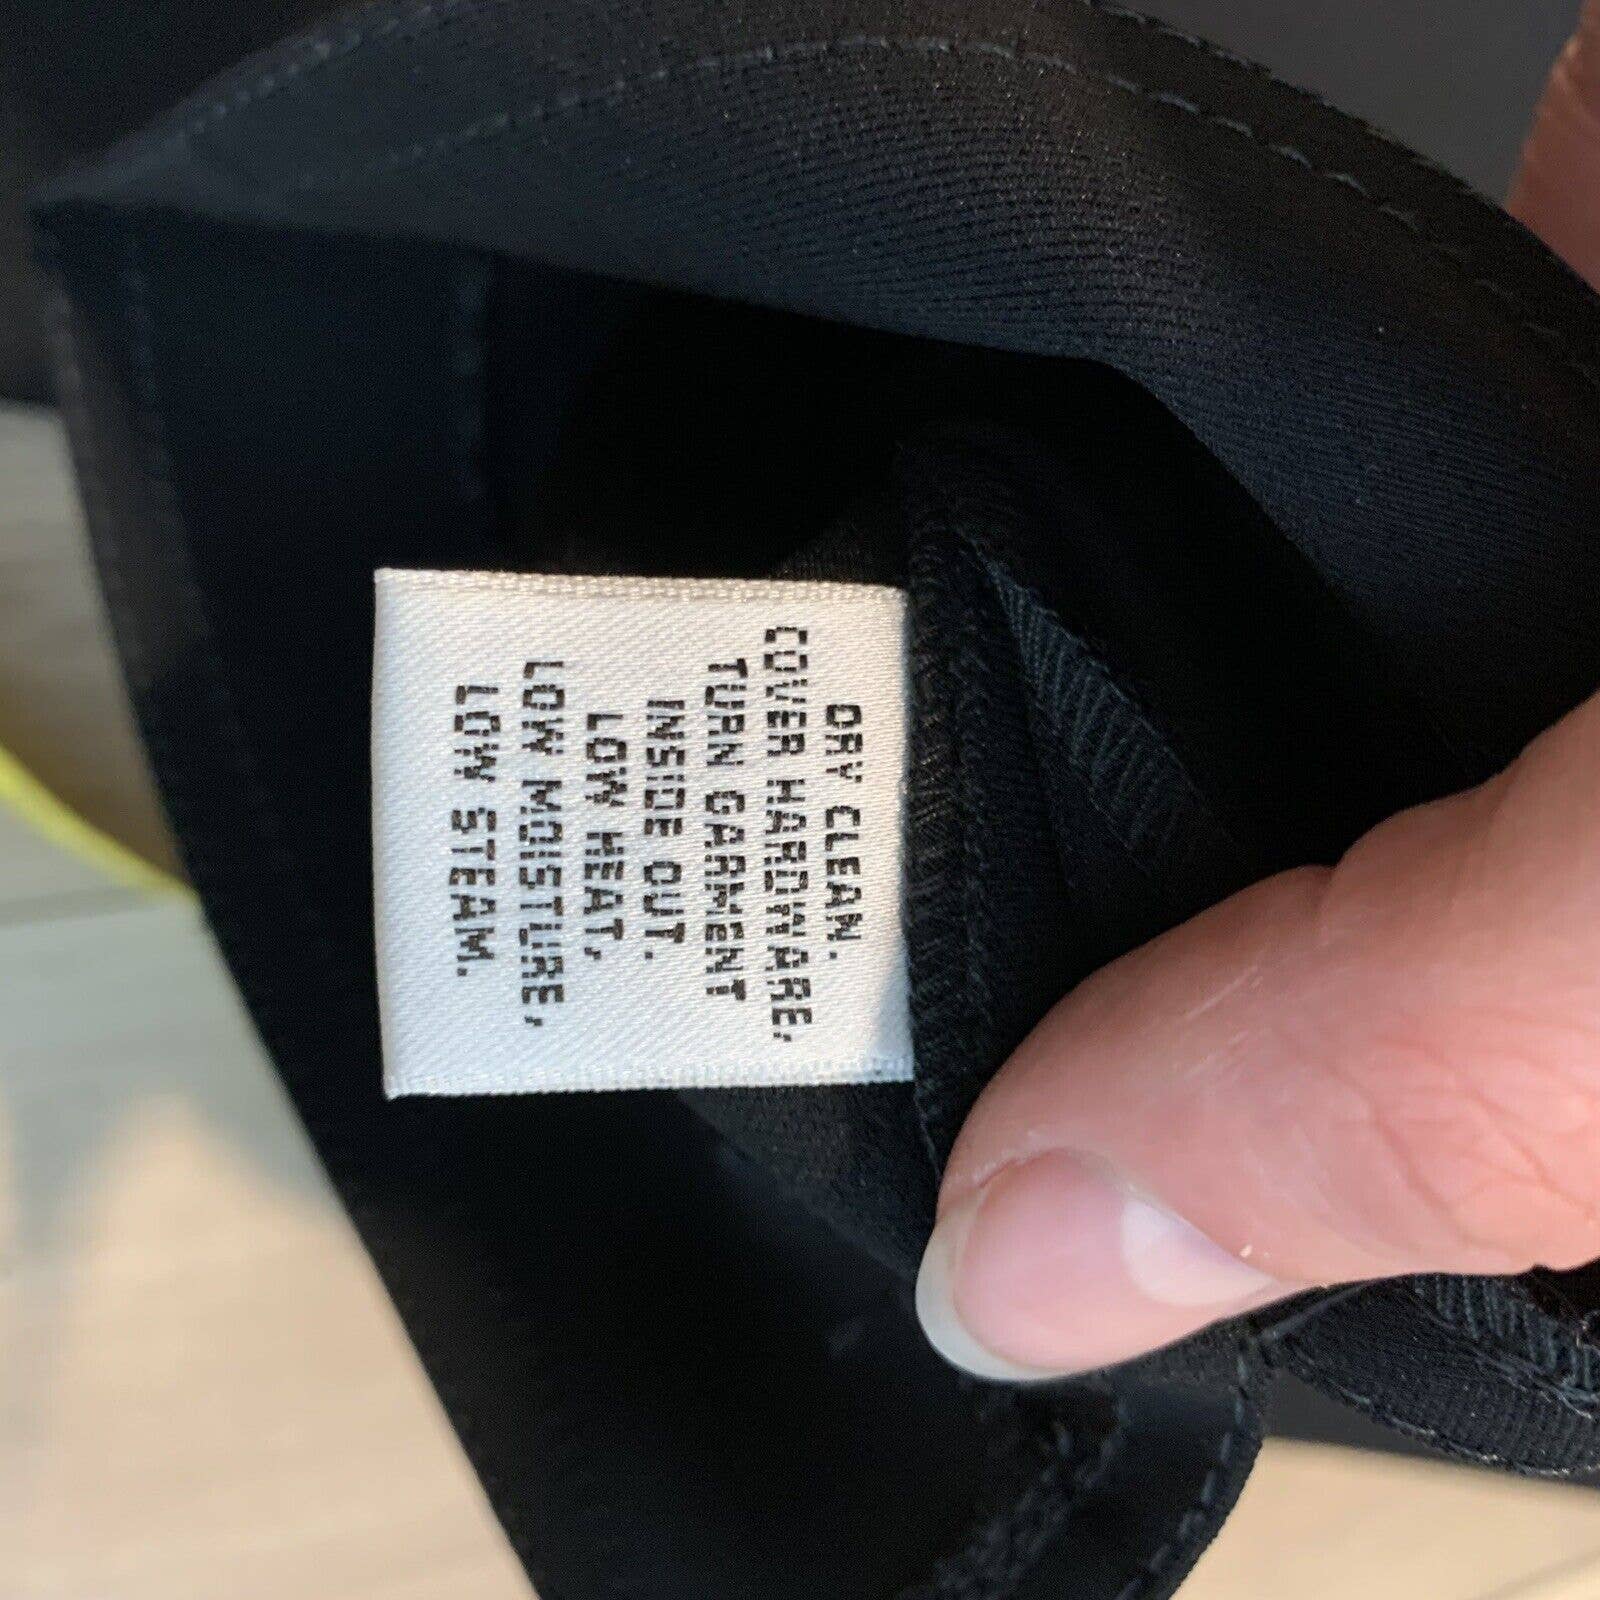 DRY CLEAN.
COVER HARDWARE,
TURN GARMENT
INSIDE OUT.
LOW HEAT,
LOW MOISTURE,
LOW STEAM.